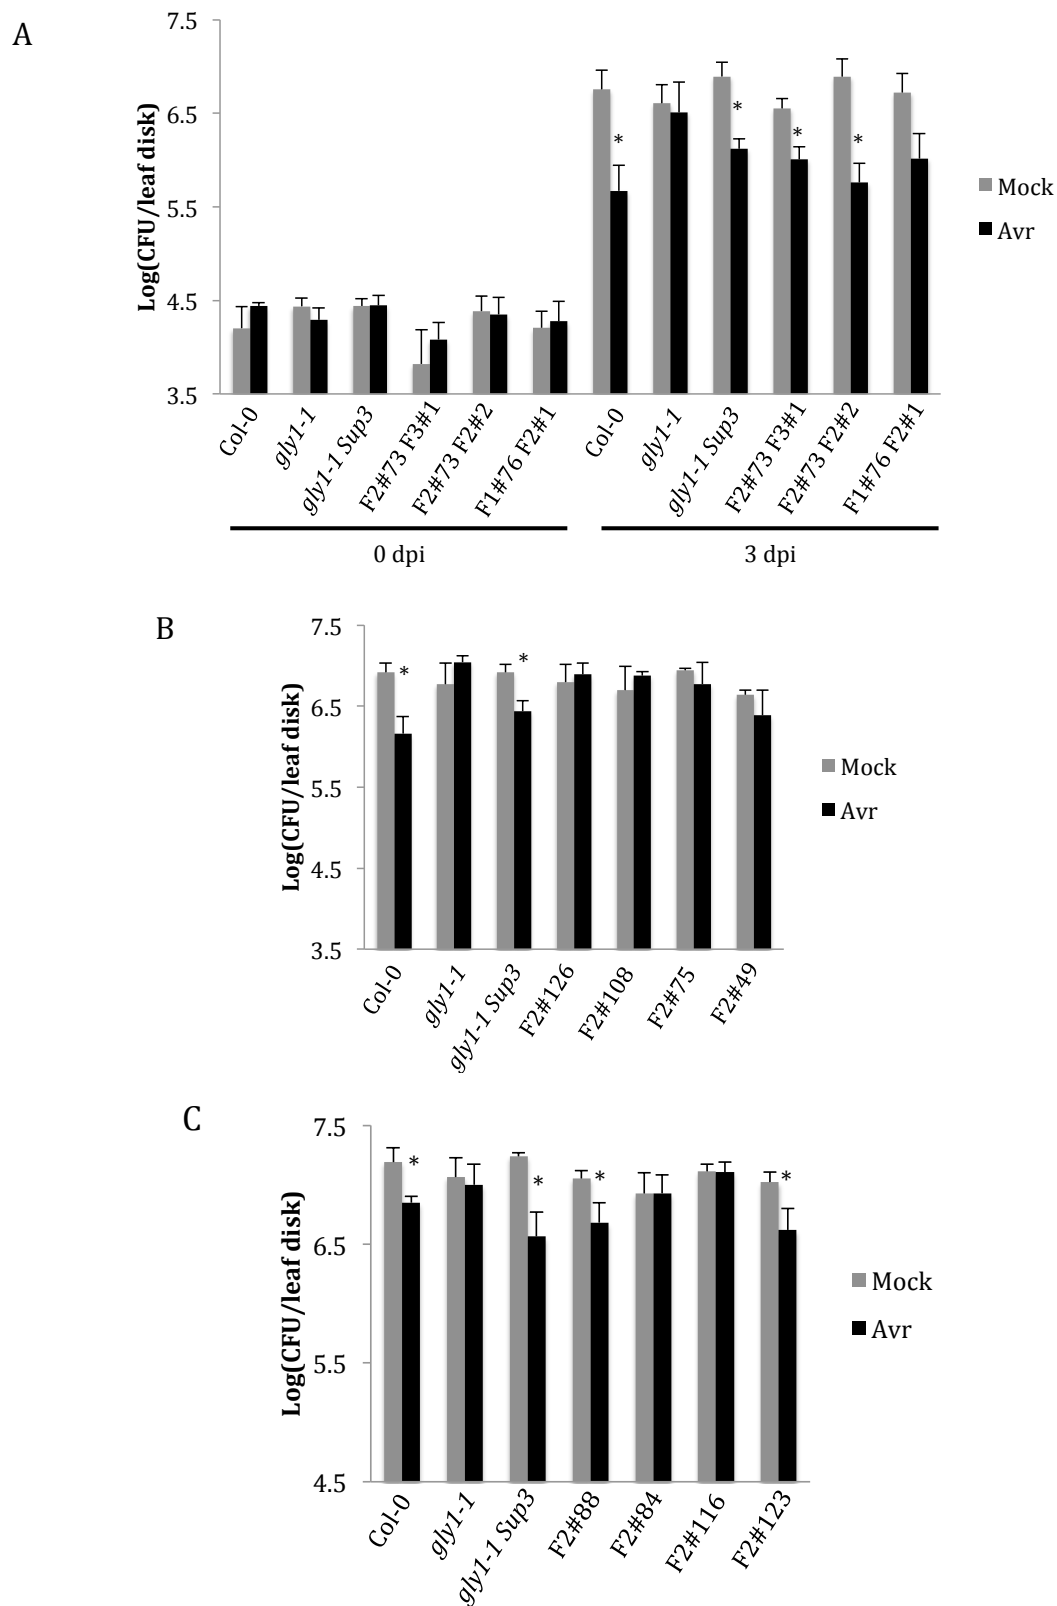 A
Log(CFU/leaf disk)
7.5
6.5
5.5
4.5
3.5
* * * *
Mock
Avr
Col-0 gly1-1 gly1-1 Sup3 F2#73 F3#1 F2#73 F2#2 F1#76 F2#1 Col-0 gly1-1 gly1-1 Sup3 F2#73 F3#1 F2#73 F2#2 F1#76 F2#1
0 dpi 3 dpi
B
Log(CFU/leaf disk)
7.5
6.5
5.5
4.5
3.5
* *
Mock
Avr
Col-0 gly1-1 gly1-1 Sup3 F2#126 F2#108 F2#75 F2#49
C
Log(CFU/leaf disk)
7.5
6.5
5.5
4.5
* * * *
Mock
Avr
Col-0 gly1-1 gly1-1 Sup3 F2#88 F2#84 F2#116 F2#123